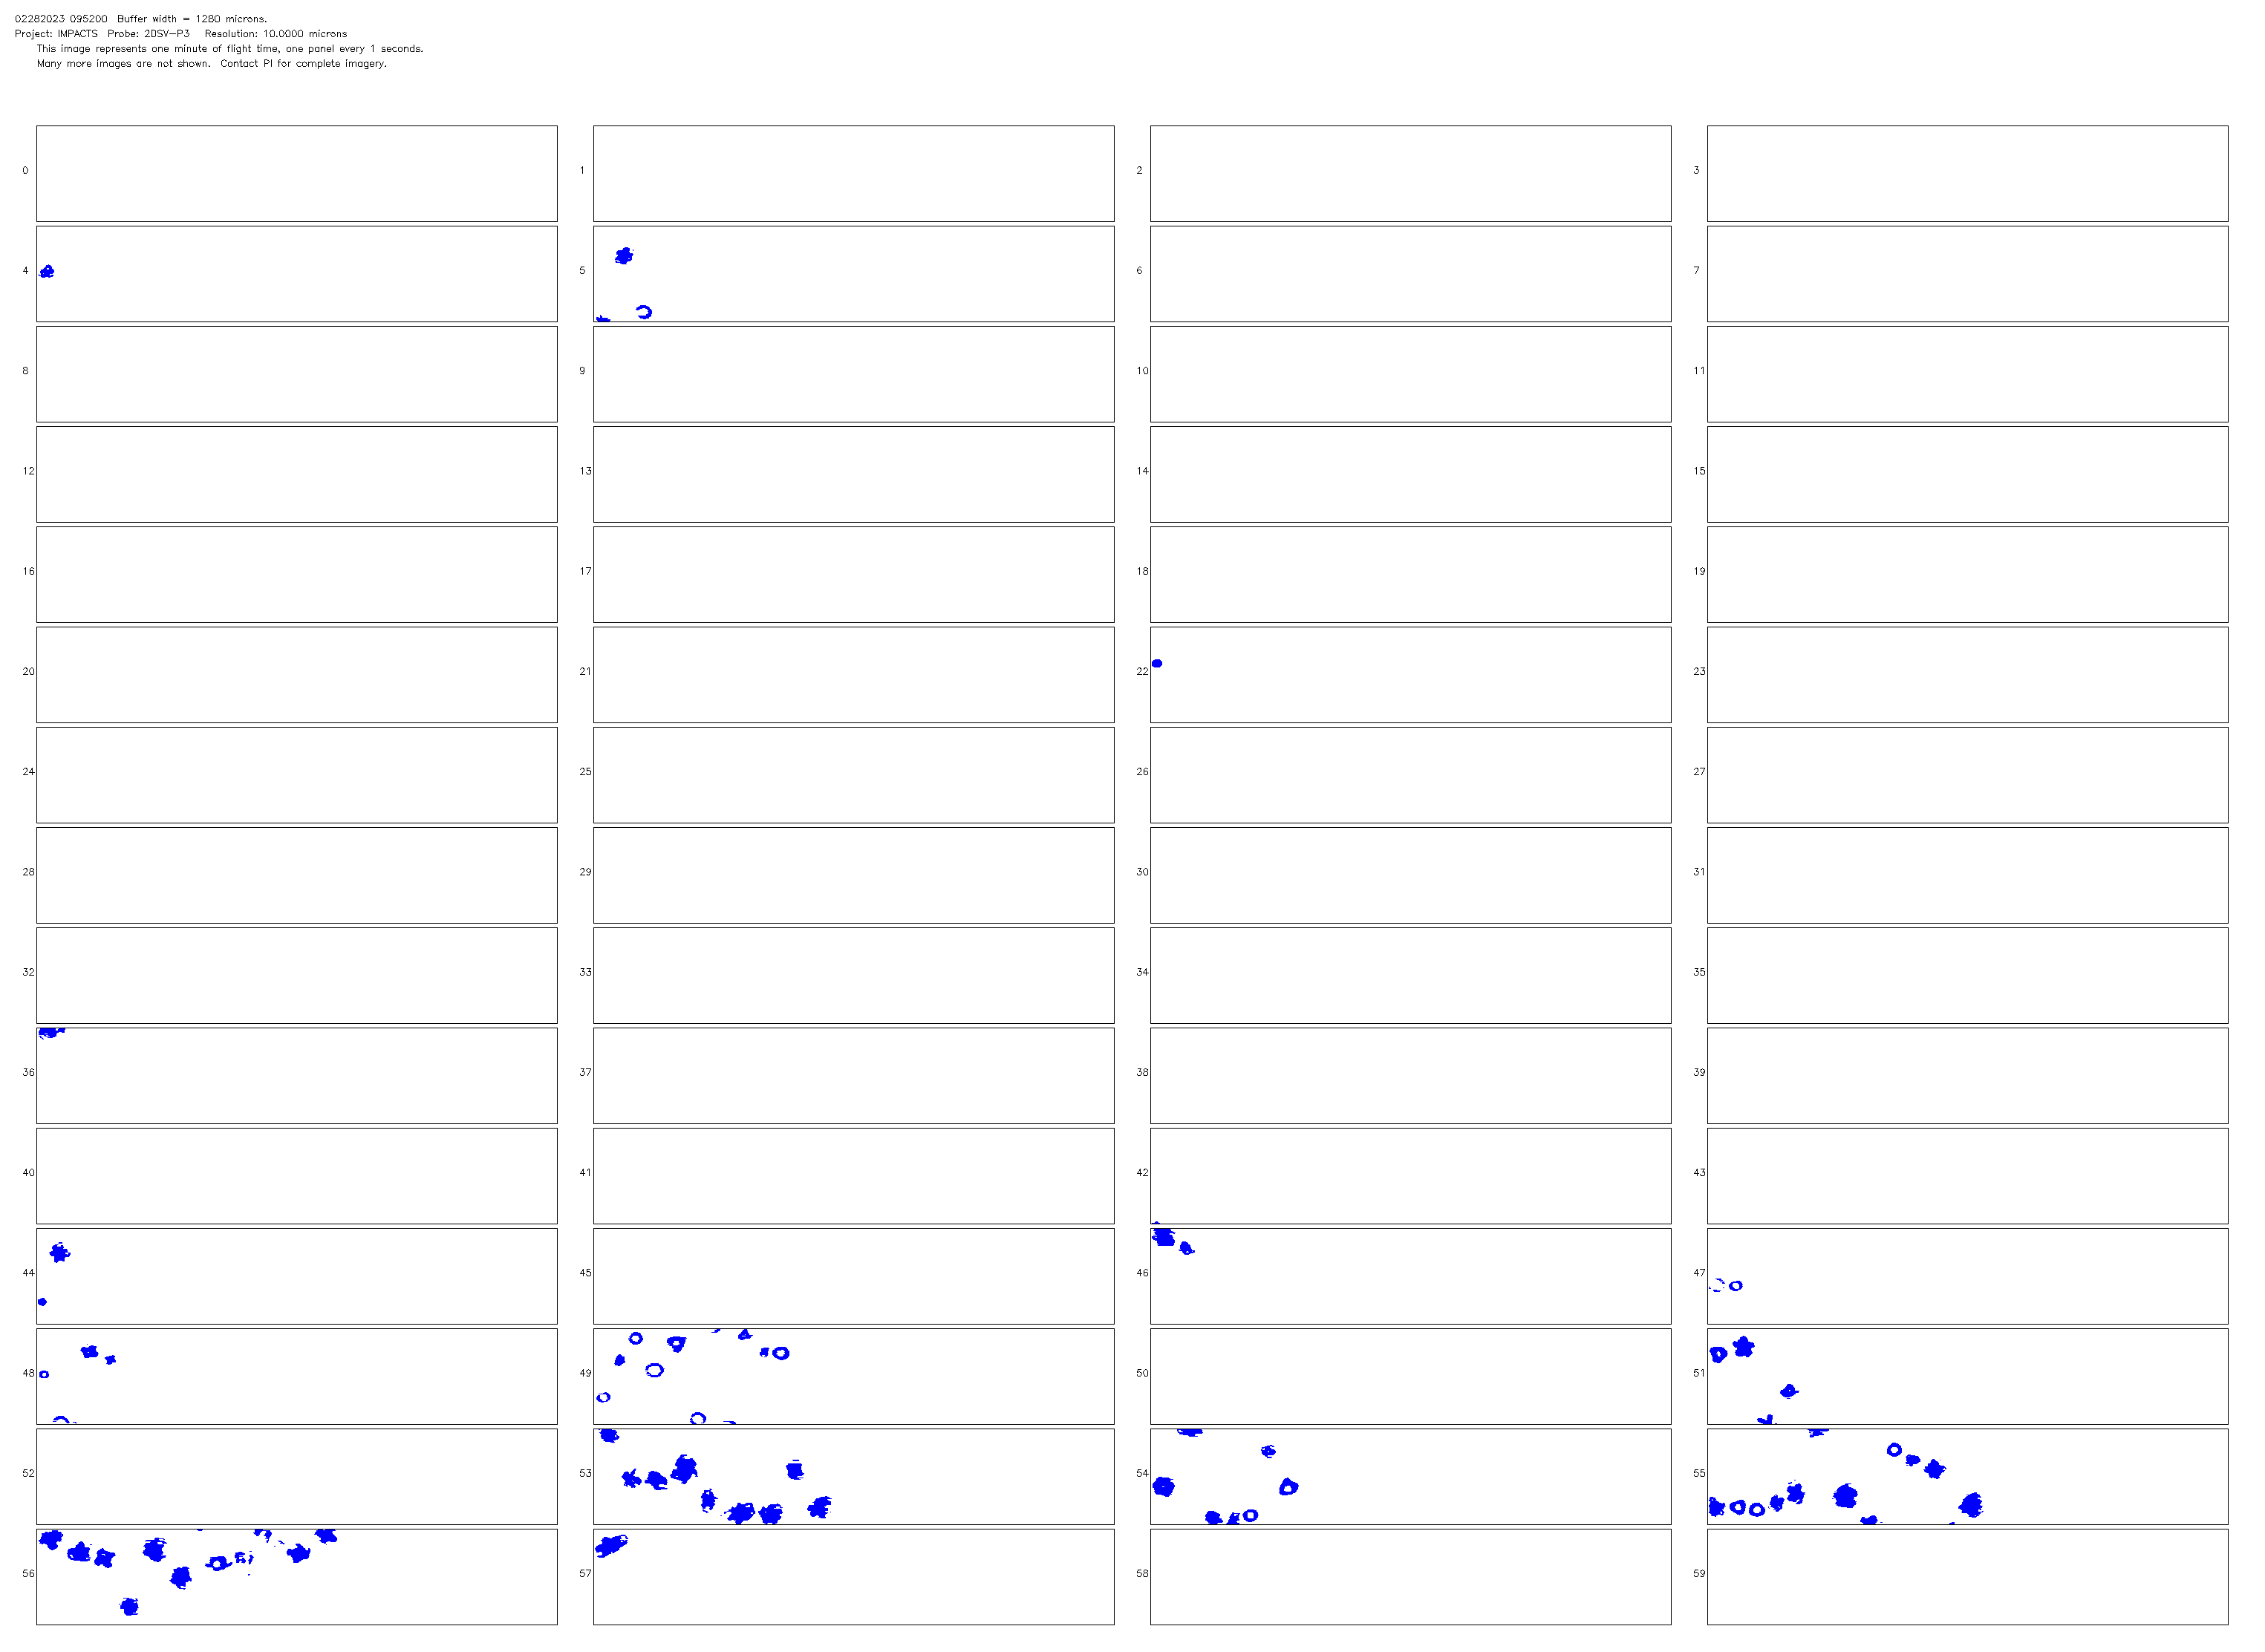 02282023 095200  Buffer width = 1280 microns.
Project: IMPACTS  Probe: 2DSV-P3  Resolution: 10.0000 microns
This image represents one minute of flight time, one panel every 1 seconds.
Many more images are not shown.  Contact PI for complete imagery.
0 1 2 3
4 5 6 7
8 9 10 11
12 13 14 15
16 17 18 19
20 21 22 23
24 25 26 27
28 29 30 31
32 33 34 35
36 37 38 39
40 41 42 43
44 45 46 47
48 49 50 51
52 53 54 55
56 57 58 59